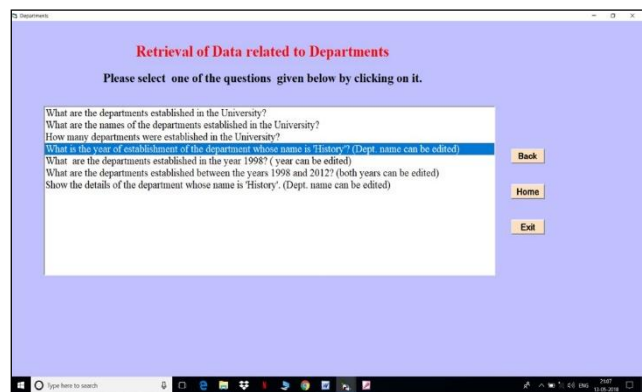 Departments
Retrieval of Data related to Departments
Please select one of the questions given below by clicking on it.
What are the departments established in the University?
What are the names of the departments established in the University?
How many departments were established in the University?
What is the year of establishment of the department whose name is 'History'? (Dept. name can be edited)
What are the departments established in the year 1998? ( year can be edited)
What are the departments established between the years 1998 and 2012? (both years can be edited)
Show the details of the department whose name is 'History'. (Dept. name can be edited)
Back
Home
Exit
Type here to search
ENG
21:07
13-05-2018